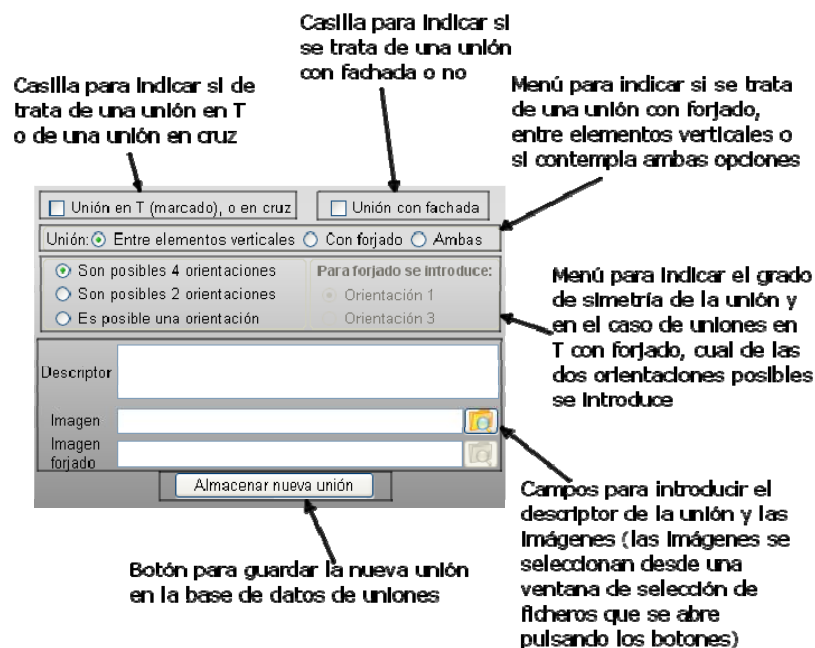 Casilla para indicar si
se trata de una unión
con fachada o no
Casilla para indicar si de
trata de una unión en T
o de una unión en cruz
Menú para indicar si se trata
de una unión con forjado,
entre elementos verticales o
si contempla ambas opciones
Unión en T (marcado), o en cruz
Unión con fachada
Unión: Entre elementos verticales Con forjado Ambas
Son posibles 4 orientaciones
Son posibles 2 orientaciones
Es posible una orientación
Para forjado se introduce:
Orientación 1
Orientación 3
Menú para indicar el grado
de simetría de la unión y
en el caso de uniones en
T con forjado, cual de las
dos orientaciones posibles
se introduce
Descriptor
Imagen
Imagen
forjado
Almacenar nueva unión
Campos para introducir el
descriptor de la unión y las
imágenes (las imágenes se
seleccionan desde una
ventana de selección de
ficheros que se abre
pulsando los botones)
Botón para guardar la nueva unión
en la base de datos de uniones